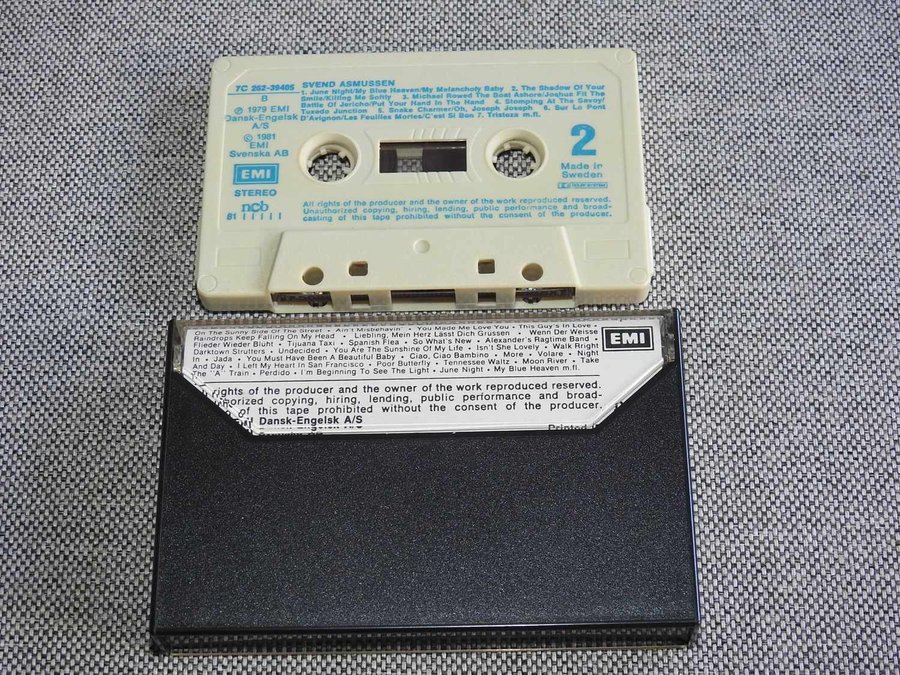 SVEND ASMUSSEN
7C 262-39405
B
1. June Night/My Blue Heaven/My Melancholy Baby 2. The Shadow Of Your
Smile/Killing Me Softly 3. Michael Rowed The Boat Ashore/Joshua Fit The
Battle Of Jericho/Put Your Hand In The Hand 4. Stomping At The Savoy/
Tuxedo Junction 5. Snake Charmer/Oh, Joseph Joseph 6. Sur Le Pont
D'Avignon/Les Feuilles Mortes/C'est Si Bon 7. Tristeza m.fl.
℗ 1979 EMI
Dansk-Engelsk
A/S
© 1981
EMI
Svenska AB
EMI
STEREO
ncb
81
2
Made in
Sweden
All rights of the producer and the owner of the work reproduced reserved.
Unauthorized copying, hiring, lending, public performance and broad-
casting of this tape prohibited without the consent of the producer.
On The Sunny Side Of The Street • Ain't Misbehavin • You Made Me Love You • This Guy's In Love •
Raindrops Keep Falling On My Head • Liebling, Mein Herz Lässt Dich Grüssen • Wenn Der Weisse
Flieder Wieder Blüht • Tijuana Taxi • Spanish Flea • So What's New • Alexander's Ragtime Band •
Darktown Strutters • Undecided • You Are The Sunshine Of My Life • Isn't She Lovely • Walk Rright
In • Jada • You Must Have Been A Beautiful Baby • Ciao, Ciao Bambino • More • Volare • Night
And Day • I Left My Heart In San Francisco • Poor Butterfly • Tennessee Waltz • Moon River • Take
The "A" Train • Perdido • I'm Beginning To See The Light • June Night • My Blue Heaven m.fl.
EMI
rights of the producer and the owner of the work reproduced reserved.
horized copying, hiring, lending, public performance and broad-
of this tape prohibited without the consent of the producer.
Dansk-Engelsk A/S
Printed